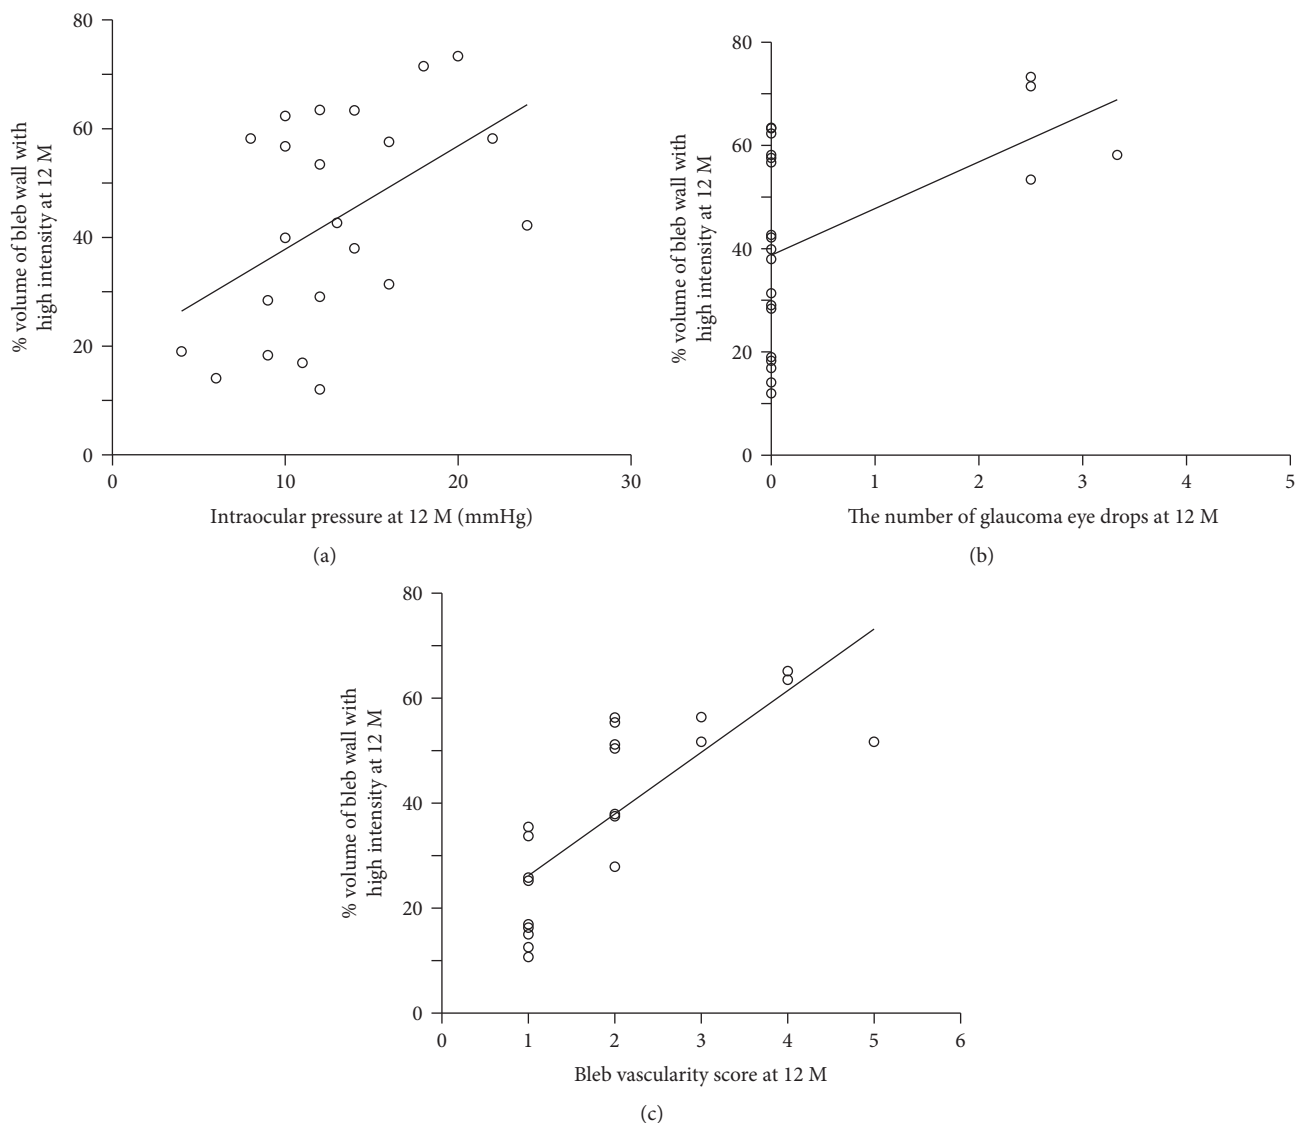 80
60
40
20
0
% volume of bleb wall with
high intensity at 12 M
0 10 20 30
Intraocular pressure at 12 M (mmHg)
(a)
80
60
40
20
0
% volume of bleb wall with
high intensity at 12 M
0 1 2 3 4 5
The number of glaucoma eye drops at 12 M
(b)
80
60
40
20
0
% volume of bleb wall with
high intensity at 12 M
0 1 2 3 4 5 6
Bleb vascularity score at 12 M
(c)